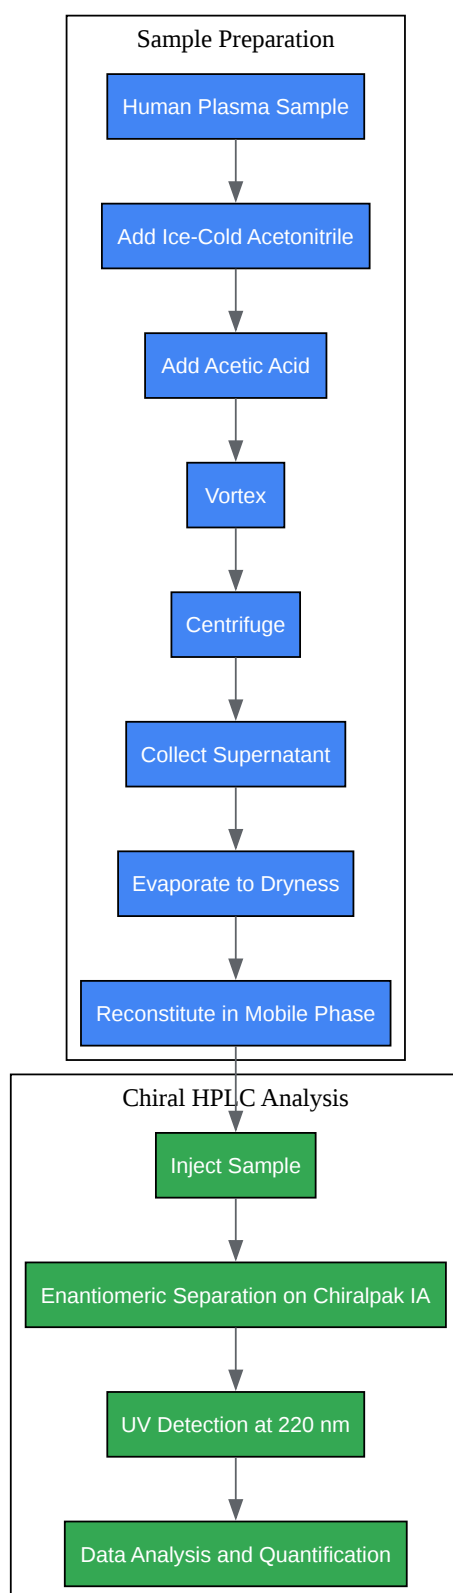 Sample Preparation
Human Plasma Sample
Add Ice-Cold Acetonitrile
Add Acetic Acid
Vortex
Centrifuge
Collect Supernatant
Evaporate to Dryness
Reconstitute in Mobile Phase
Chiral HPLC Analysis
Inject Sample
Enantiomeric Separation on Chiralpak IA
UV Detection at 220 nm
Data Analysis and Quantification